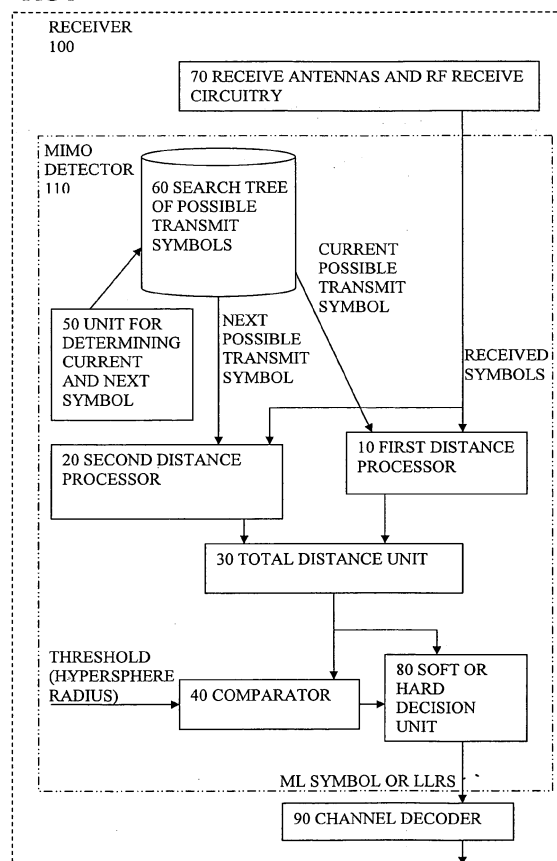 RECEIVER
100
70 RECEIVE ANTENNAS AND RF RECEIVE
CIRCUITRY
MIMO
DETECTOR
110
60 SEARCH TREE
OF POSSIBLE
TRANSMIT
SYMBOLS
CURRENT
POSSIBLE
TRANSMIT
SYMBOL
50 UNIT FOR
DETERMINING
CURRENT
AND NEXT
SYMBOL
NEXT
POSSIBLE
TRANSMIT
SYMBOL
RECEIVED
SYMBOLS
20 SECOND DISTANCE
PROCESSOR
10 FIRST DISTANCE
PROCESSOR
30 TOTAL DISTANCE UNIT
THRESHOLD
(HYPERSPHERE
RADIUS)
40 COMPARATOR
80 SOFT OR
HARD
DECISION
UNIT
ML SYMBOL OR LLRS
90 CHANNEL DECODER